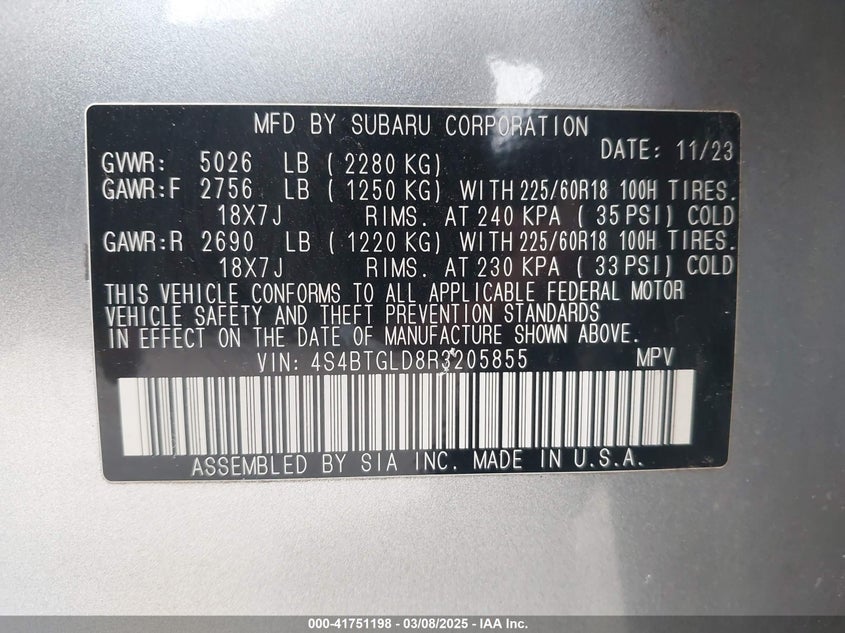 MFD BY SUBARU CORPORATION
DATE: 11/23
GVWR: 5026 LB ( 2280 KG)
GAWR:F 2756 LB ( 1250 KG) WITH 225/60R18 100H TIRES.
18X7J RIMS. AT 240 KPA ( 35 PSI) COLD
GAWR:R 2690 LB ( 1220 KG) WITH 225/60R18 100H TIRES.
18X7J RIMS. AT 230 KPA ( 33 PSI) COLD
THIS VEHICLE CONFORMS TO ALL APPLICABLE FEDERAL MOTOR
VEHICLE SAFETY AND THEFT PREVENTION STANDARDS
IN EFFECT ON THE DATE OF MANUFACTURE SHOWN ABOVE.
VIN: 4S4BTGLD8R3205855 MPV
ASSEMBLED BY SIA INC. MADE IN U.S.A.
000-41751198 - 03/08/2025 - IAA Inc.